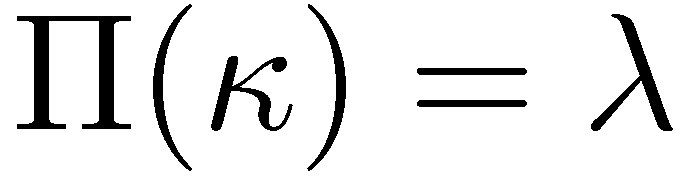 Π(κ) = λ